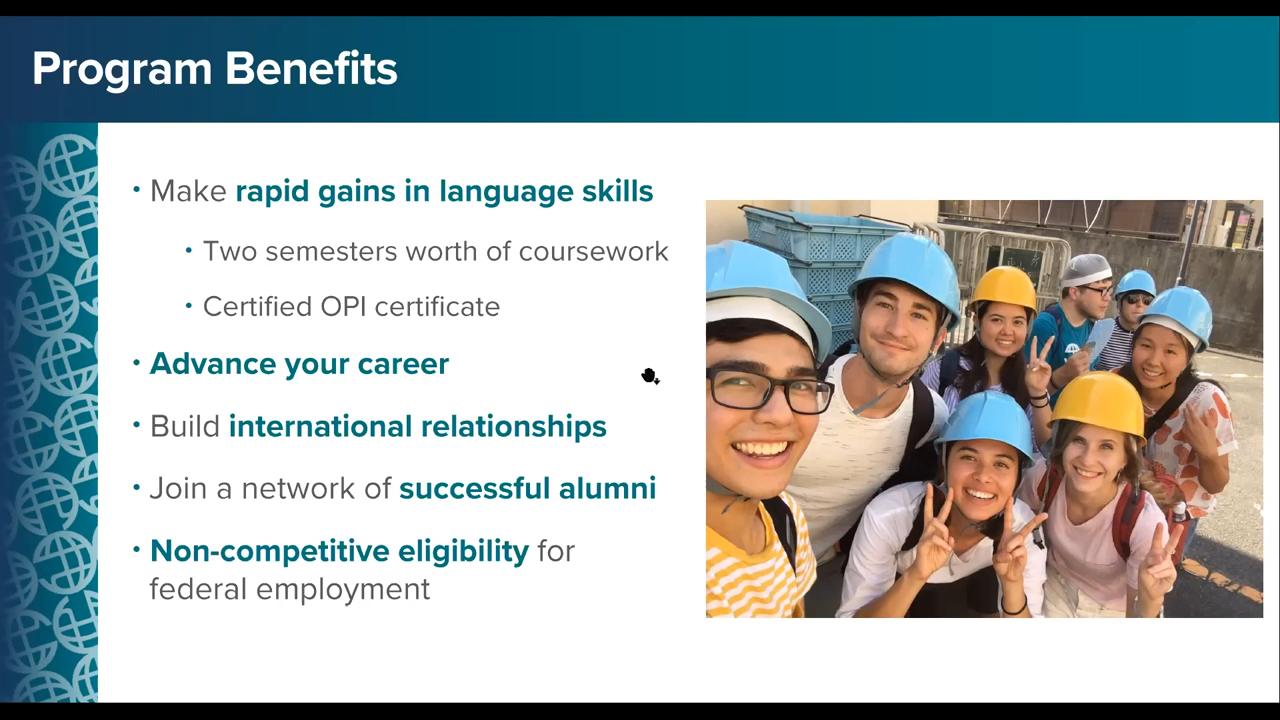 Program Benefits
• Make rapid gains in language skills
• Two semesters worth of coursework
• Certified OPI certificate
• Advance your career
• Build international relationships
• Join a network of successful alumni
• Non-competitive eligibility for
federal employment